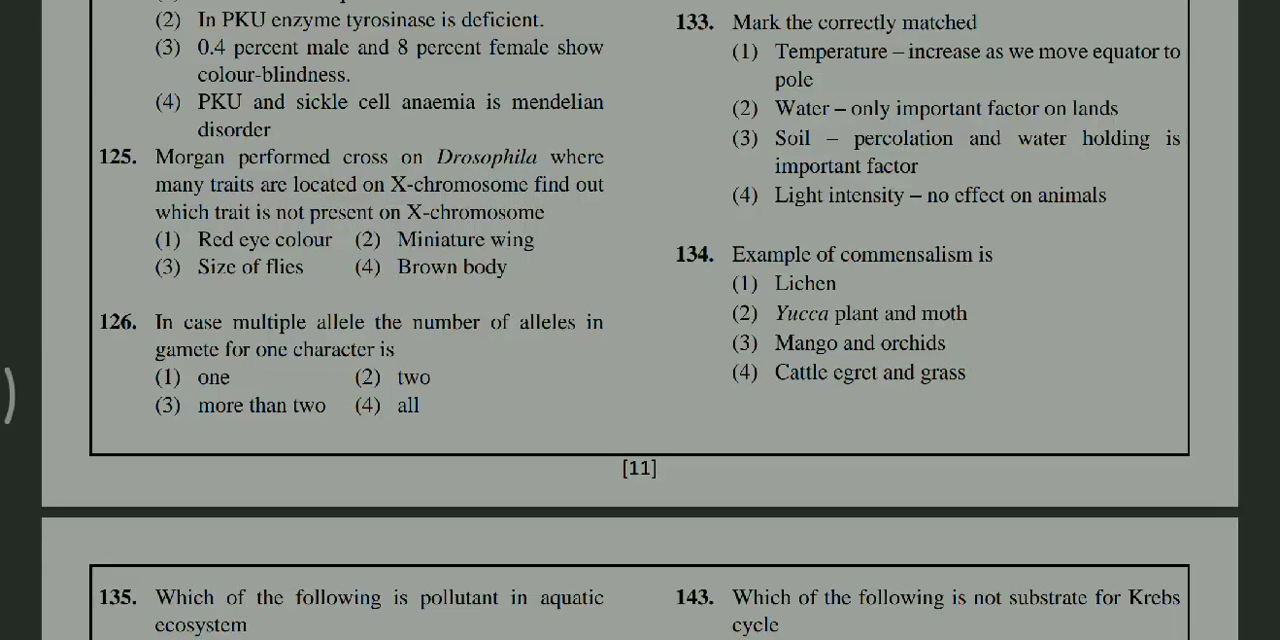 (2) In PKU enzyme tyrosinase is deficient.
(3) 0.4 percent male and 8 percent female show
colour-blindness.
(4) PKU and sickle cell anaemia is mendelian
disorder
125. Morgan performed cross on Drosophila where
many traits are located on X-chromosome find out
which trait is not present on X-chromosome
(1) Red eye colour (2) Miniature wing
(3) Size of flies (4) Brown body
126. In case multiple allele the number of alleles in
gamete for one character is
(1) one (2) two
(3) more than two (4) all
133. Mark the correctly matched
(1) Temperature – increase as we move equator to
pole
(2) Water – only important factor on lands
(3) Soil – percolation and water holding is
important factor
(4) Light intensity – no effect on animals
134. Example of commensalism is
(1) Lichen
(2) Yucca plant and moth
(3) Mango and orchids
(4) Cattle egret and grass
[11]
135. Which of the following is pollutant in aquatic
ecosystem
143. Which of the following is not substrate for Krebs
cycle